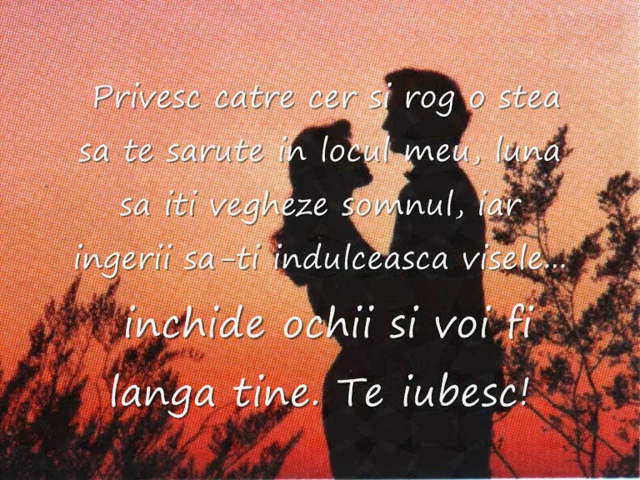 Privesc catre cer si rog o stea
sa te sarute in locul meu, luna
sa iti vegheze somnul, iar
ingerii sa-ti indulceasca visele...
inchide ochii si voi fi
langa tine. Te iubesc!